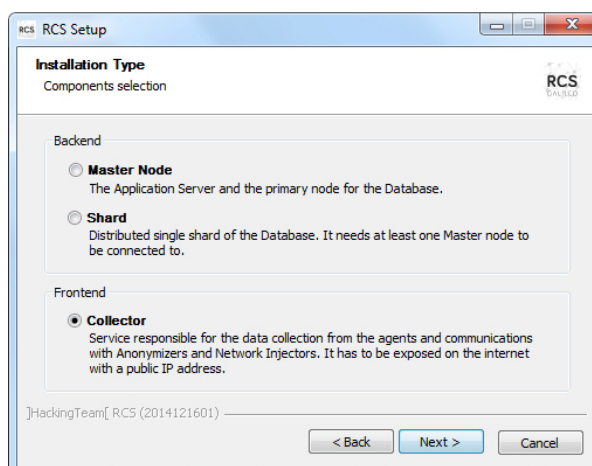 RCS RCS Setup
Installation Type
Components selection
RCS
GALILEO
Backend
Master Node
The Application Server and the primary node for the Database.
Shard
Distributed single shard of the Database. It needs at least one Master node to
be connected to.
Frontend
Collector
Service responsible for the data collection from the agents and communications
with Anonymizers and Network Injectors. It has to be exposed on the internet
with a public IP address.
]HackingTeam[ RCS (2014121601)
< Back Next > Cancel